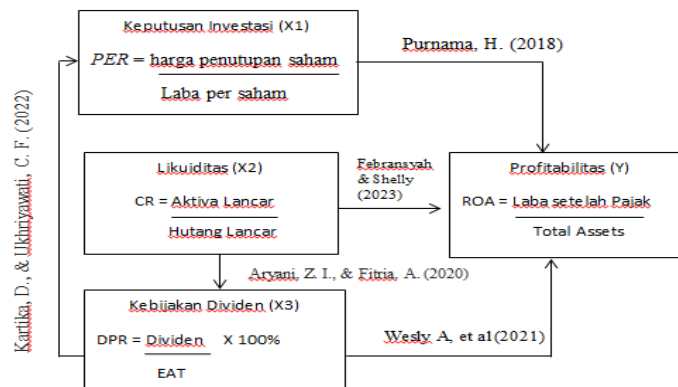 Keputusan Investasi (X1)
PER = harga penutupan saham
Laba per saham
Purnama, H. (2018)
Kartika, D., & Ukhriyawati, C. F. (2022)
Likuiditas (X2)
CR = Aktiva Lancar
Hutang Lancar
Febransyah
& Shelly
(2023)
Profitabilitas (Y)
ROA = Laba setelah Pajak
Total Assets
Aryani, Z. I., & Fitria, A. (2020)
Kebijakan Dividen (X3)
DPR = Dividen X 100%
EAT
Wesly A, et al (2021)